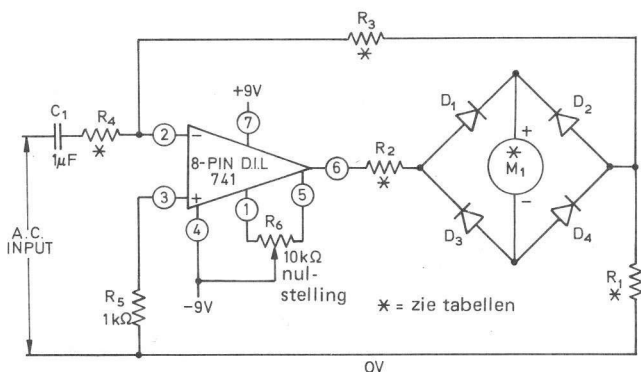 R3
*
C1
R4
1µF
*
+9V
7
2
−
8-PIN D.I.L
741
6
R2
*
D1
D2
+
*
M1
−
D3
D4
3
+
4
1
5
R6
10kΩ
nul-
stelling
A.C.
INPUT
R5
1kΩ
−9V
* = zie tabellen
R1
*
0V